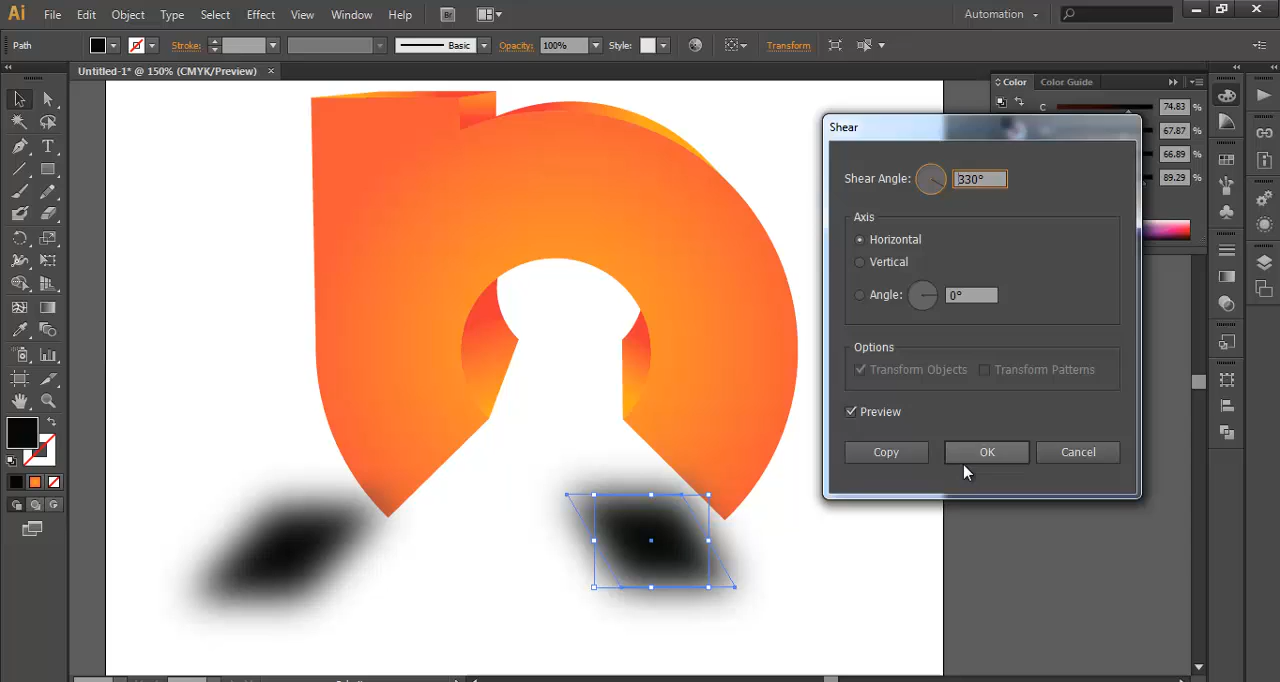 Ai File Edit Object Type Select Effect View Window Help Br Automation
Path Stroke: Basic Opacity: 100% Style: Transform
Untitled-1* @ 150% (CMYK/Preview) ×
Color Color Guide
C 74.83 %
67.87 %
66.89 %
89.29 %
Shear
Shear Angle: 330°
Axis
Horizontal
Vertical
Angle: 0°
Options
Transform Objects Transform Patterns
Preview
Copy OK Cancel